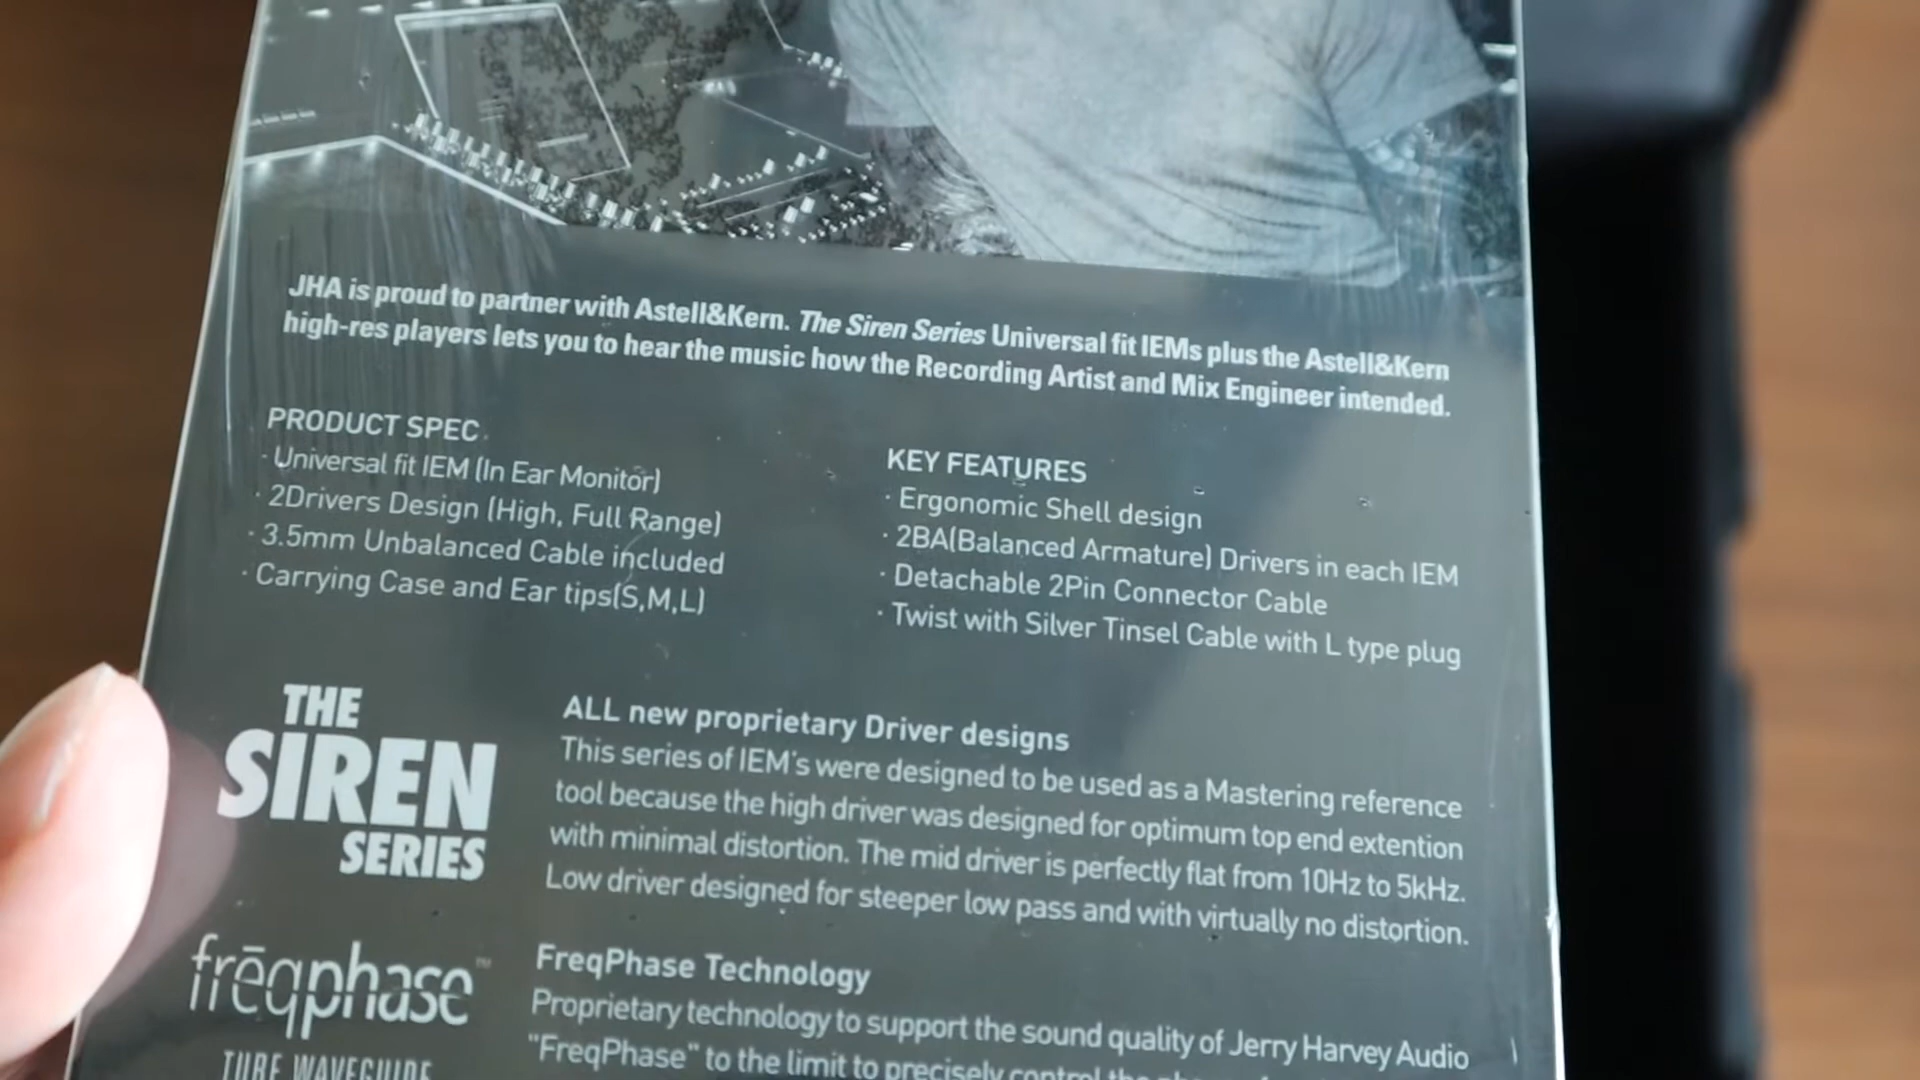 JHA is proud to partner with Astell&Kern. The Siren Series Universal fit IEMs plus the Astell&Kern
high-res players lets you to hear the music how the Recording Artist and Mix Engineer intended.
PRODUCT SPEC
· Universal fit IEM (In Ear Monitor)
· 2Drivers Design (High, Full Range)
· 3.5mm Unbalanced Cable included
· Carrying Case and Ear tips(S,M,L)
KEY FEATURES
· Ergonomic Shell design
· 2BA(Balanced Armature) Drivers in each IEM
· Detachable 2Pin Connector Cable
· Twist with Silver Tinsel Cable with L type plug
THE
SIREN
SERIES
ALL new proprietary Driver designs
This series of IEM's were designed to be used as a Mastering reference
tool because the high driver was designed for optimum top end extention
with minimal distortion. The mid driver is perfectly flat from 10Hz to 5kHz.
Low driver designed for steeper low pass and with virtually no distortion.
frēqphase™
TUBE WAVEGUIDE
FreqPhase Technology
Proprietary technology to support the sound quality of Jerry Harvey Audio
"FreqPhase" to the limit to precisely control the